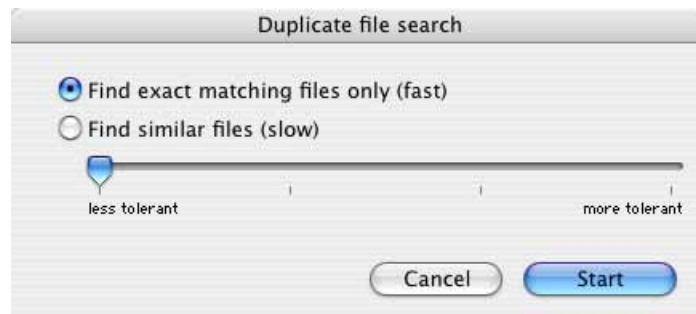 Duplicate file search
Find exact matching files only (fast)
Find similar files (slow)
less tolerant more tolerant
Cancel Start